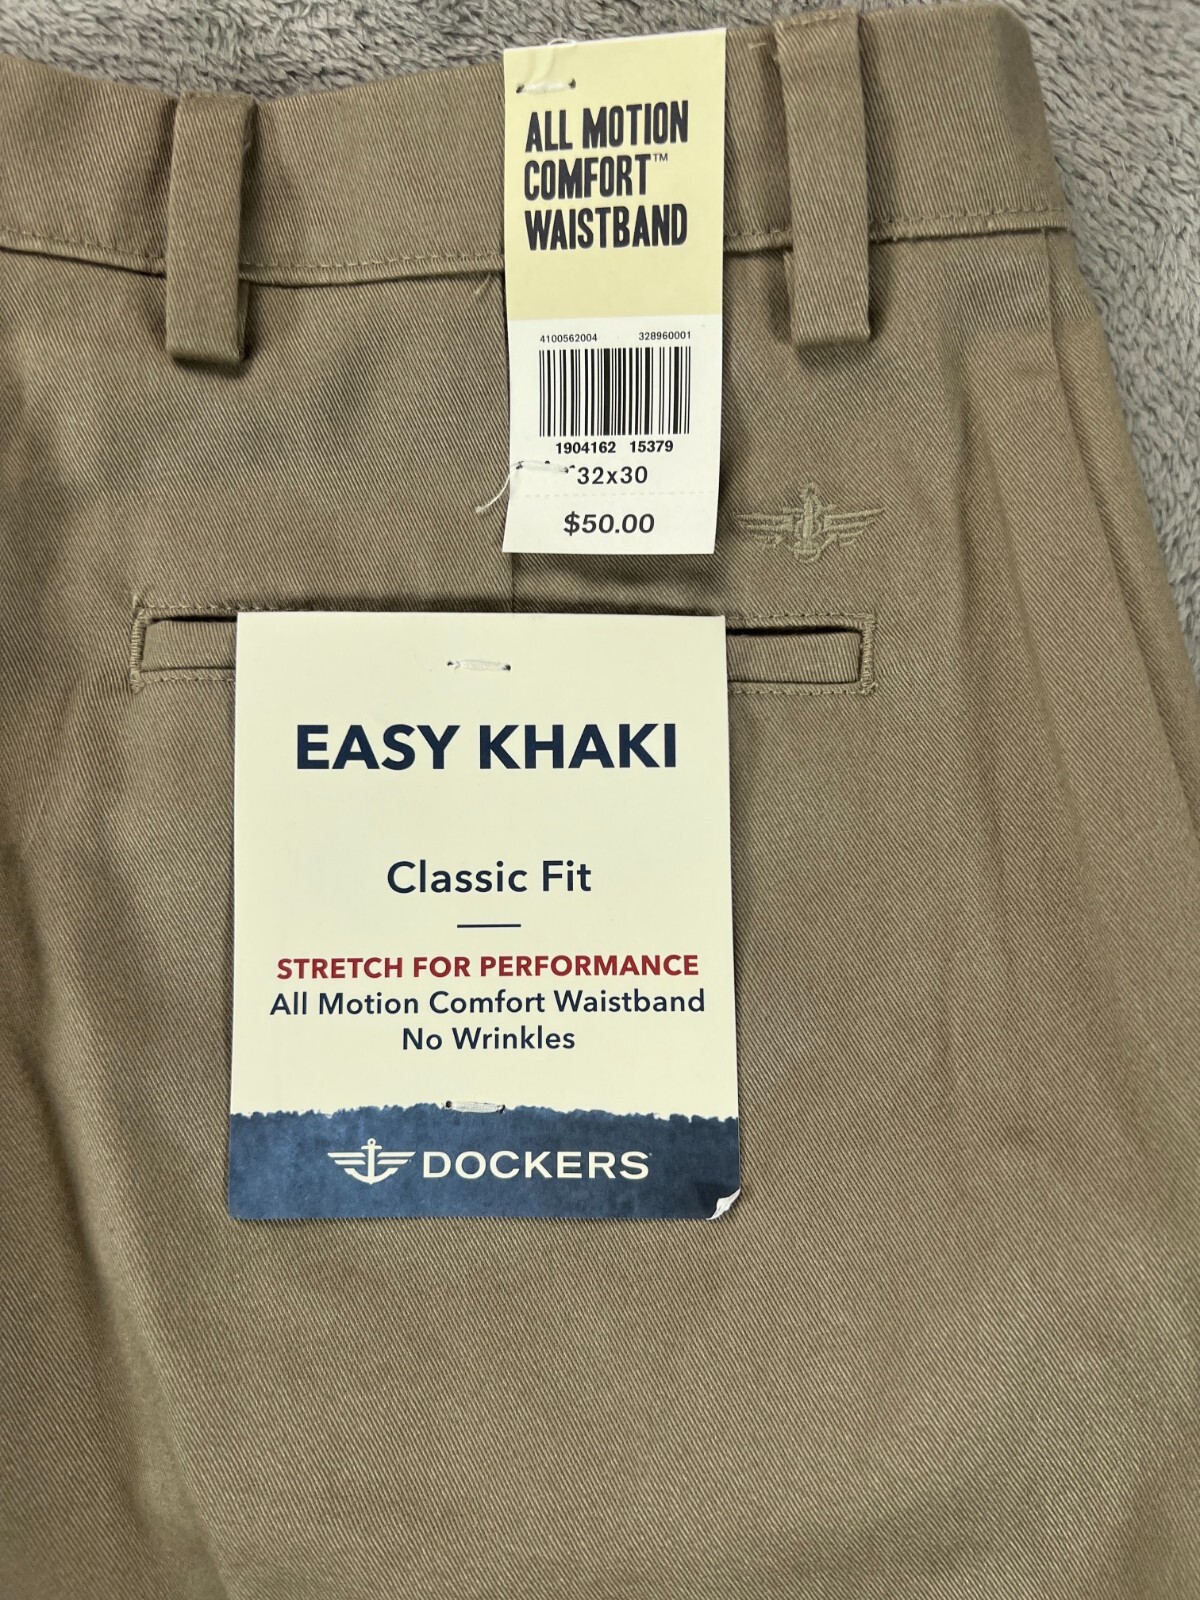 ALL MOTION
COMFORT™
WAISTBAND
4100562004 328960001
1904162 15379
32x30
$50.00
EASY KHAKI
Classic Fit
STRETCH FOR PERFORMANCE
All Motion Comfort Waistband
No Wrinkles
DOCKERS